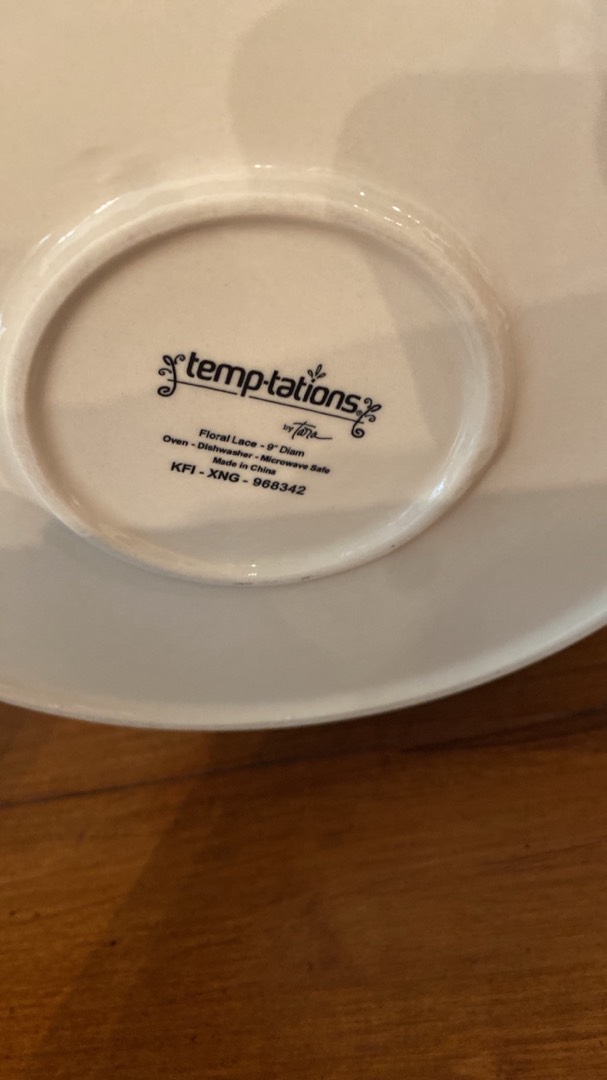 temp-tations®
by Tara
Floral Lace - 9" Diam
Oven - Dishwasher - Microwave Safe
Made in China
KFI - XNG - 968342